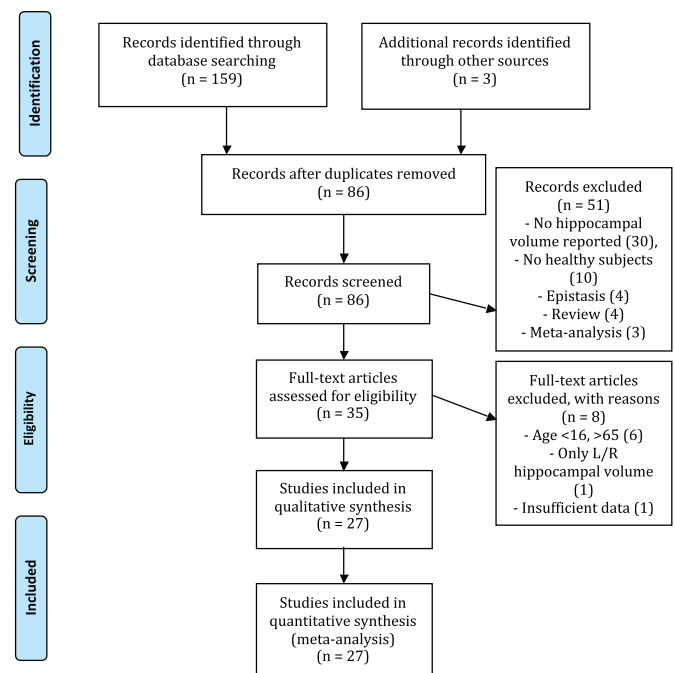 Identification
Records identified through
database searching
(n = 159)
Additional records identified
through other sources
(n = 3)
Records after duplicates removed
(n = 86)
Screening
Records screened
(n = 86)
Records excluded
(n = 51)
- No hippocampal
volume reported (30),
- No healthy subjects
(10)
- Epistasis (4)
- Review (4)
- Meta-analysis (3)
Eligibility
Full-text articles
assessed for eligibility
(n = 35)
Full-text articles
excluded, with reasons
(n = 8)
- Age <16, >65 (6)
- Only L/R
hippocampal volume
(1)
- Insufficient data (1)
Studies included in
qualitative synthesis
(n = 27)
Included
Studies included in
quantitative synthesis
(meta-analysis)
(n = 27)